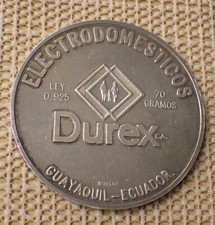 ELECTRODOMESTICOS
LEY
0.925
70
GRAMOS
Durex C.A.
GUAYAQUIL-ECUADOR.